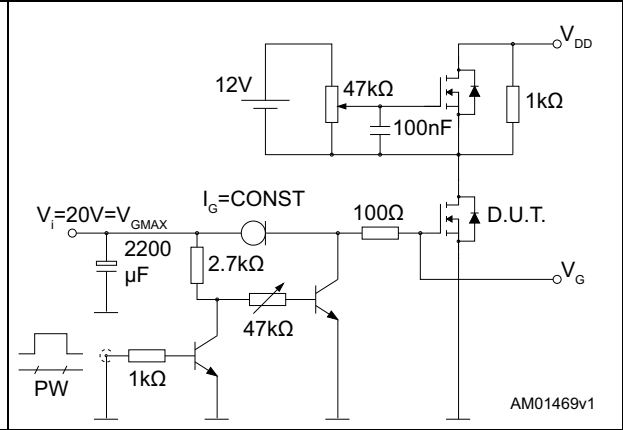 V_DD
12V
47kΩ
1kΩ
100nF
V_i=20V=V_GMAX
I_G=CONST
100Ω
D.U.T.
2200
μF
2.7kΩ
V_G
47kΩ
1kΩ
PW
AM01469v1